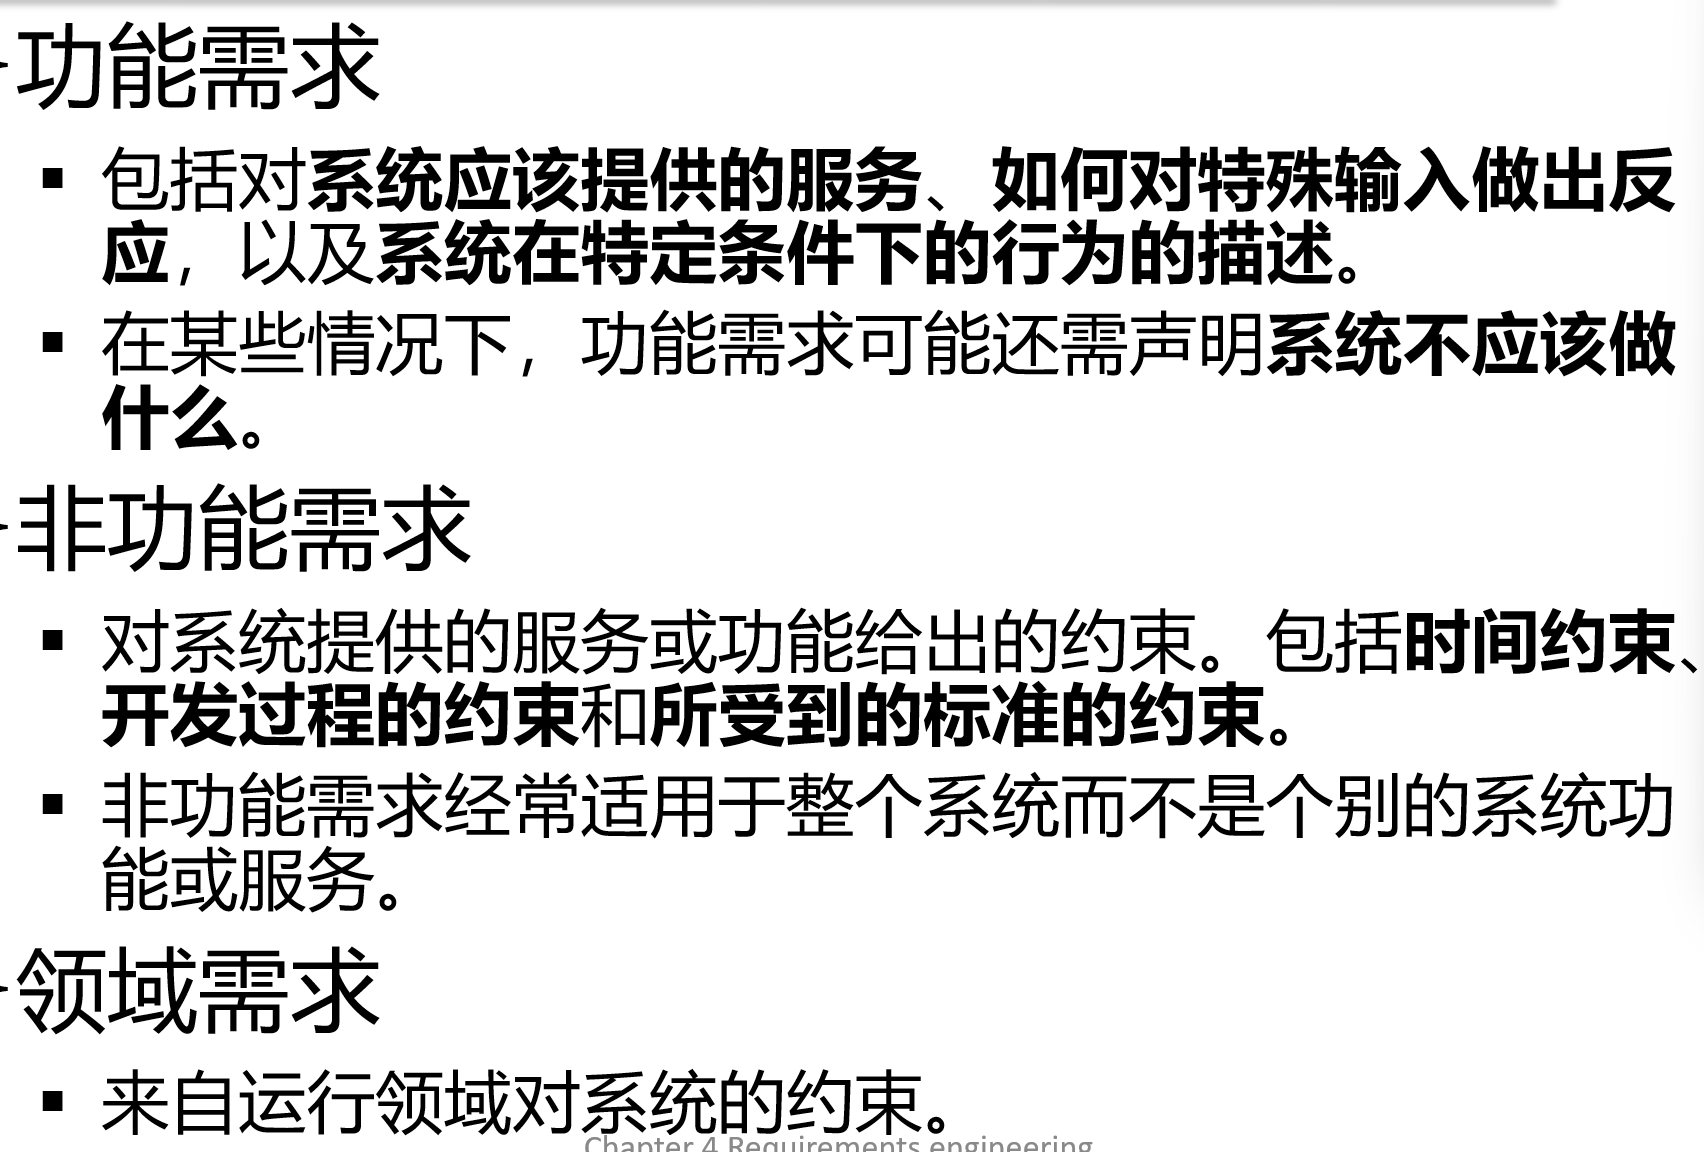 功能需求
▪ 包括对系统应该提供的服务、如何对特殊输入做出反
应，以及系统在特定条件下的行为的描述。
▪ 在某些情况下，功能需求可能还需声明系统不应该做
什么。
非功能需求
▪ 对系统提供的服务或功能给出的约束。包括时间约束、
开发过程的约束和所受到的标准的约束。
▪ 非功能需求经常适用于整个系统而不是个别的系统功
能或服务。
领域需求
▪ 来自运行领域对系统的约束。
Chapter 4 Requirements engineering